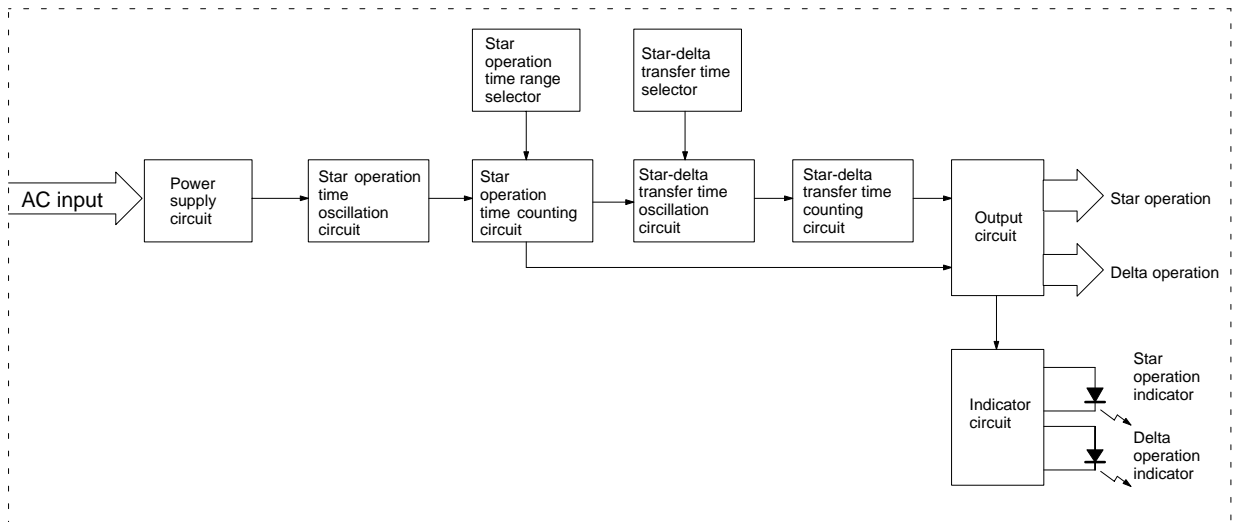 Star
operation
time range
selector
Star-delta
transfer time
selector
AC input
Power
supply
circuit
Star operation
time
oscillation
circuit
Star
operation
time counting
circuit
Star-delta
transfer time
oscillation circuit
Star-delta
transfer time
counting
circuit
Output
circuit
Star operation
Delta operation
Indicator
circuit
Star
operation
indicator
Delta
operation
indicator